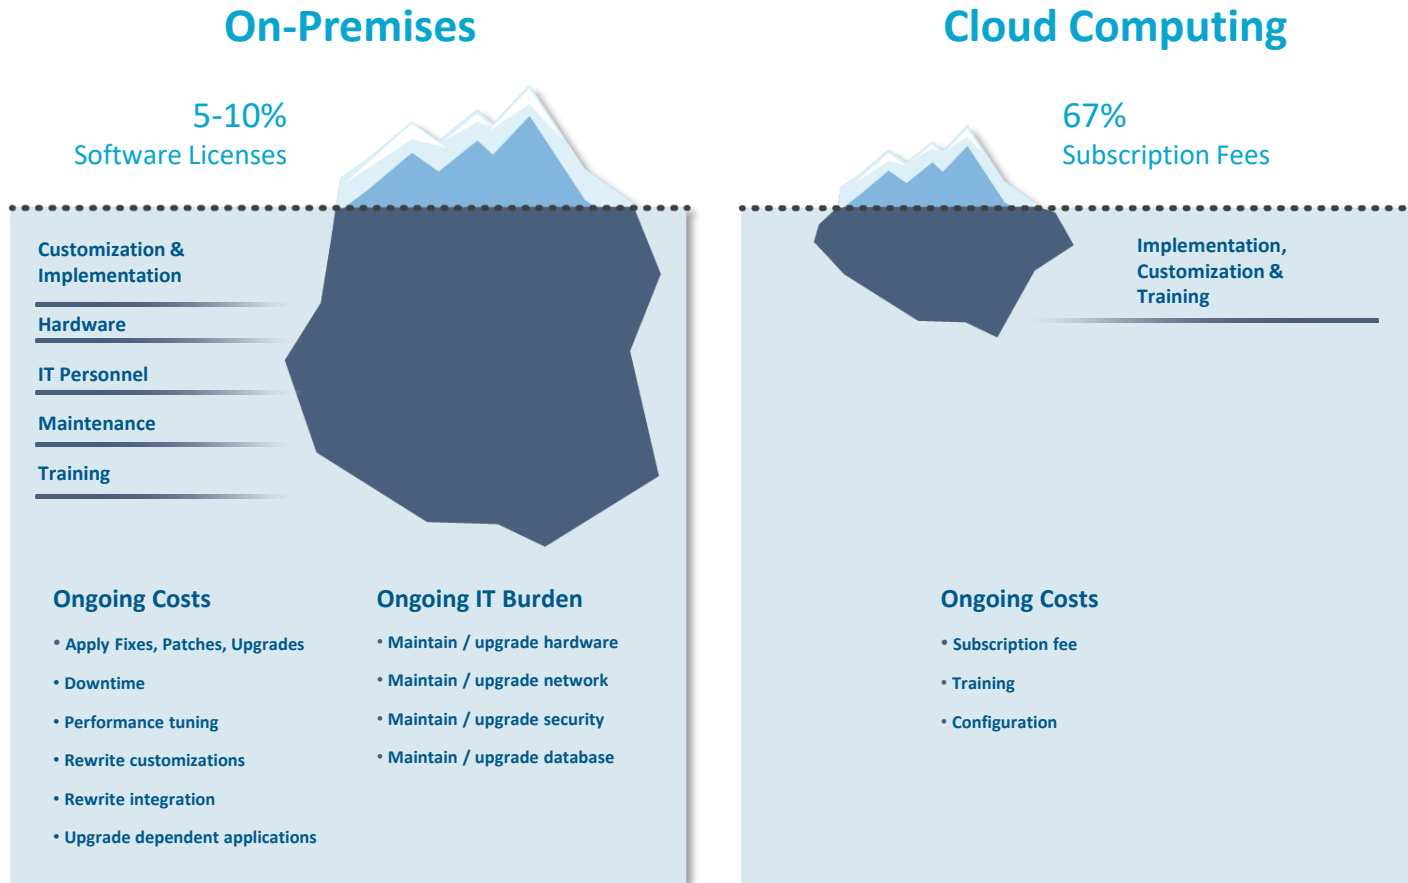 On-Premises
5-10%
Software Licenses
Customization &
Implementation
Hardware
IT Personnel
Maintenance
Training
Ongoing Costs
• Apply Fixes, Patches, Upgrades
• Downtime
• Performance tuning
• Rewrite customizations
• Rewrite integration
• Upgrade dependent applications
Ongoing IT Burden
• Maintain / upgrade hardware
• Maintain / upgrade network
• Maintain / upgrade security
• Maintain / upgrade database
Cloud Computing
67%
Subscription Fees
Implementation,
Customization &
Training
Ongoing Costs
• Subscription fee
• Training
• Configuration